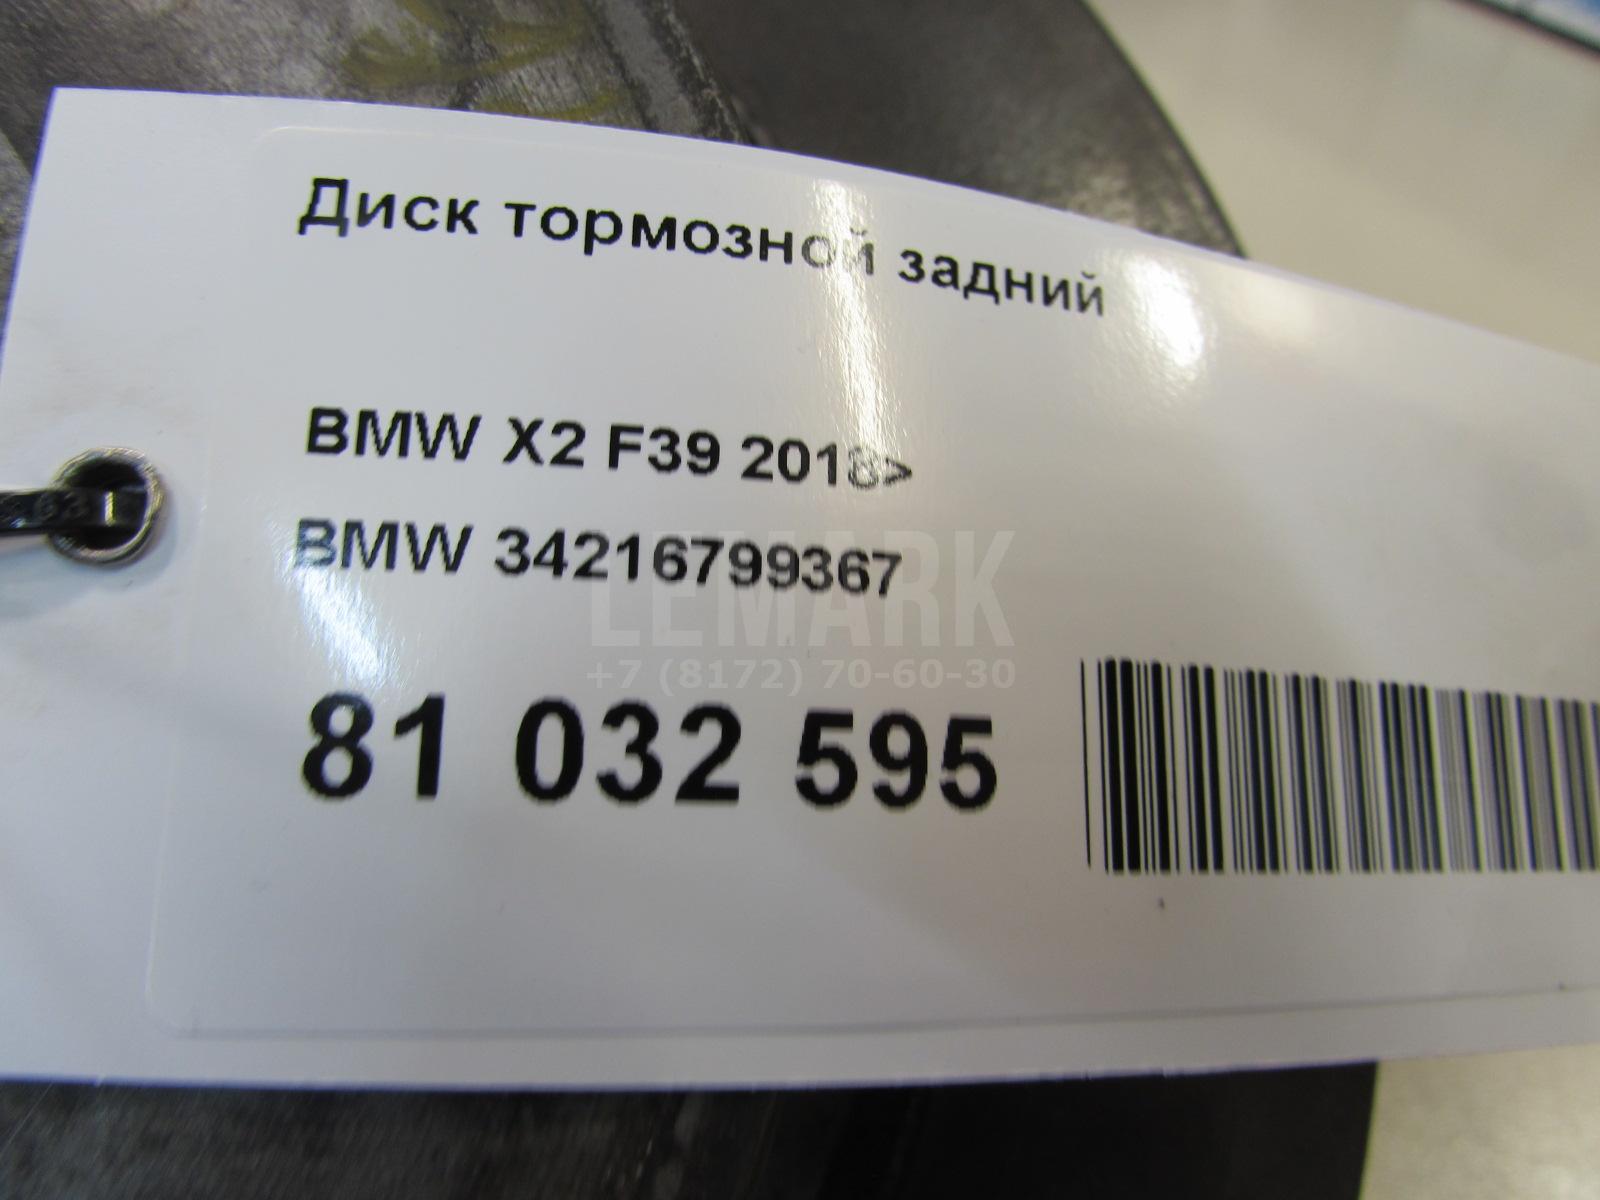 Диск тормозной задний
BMW X2 F39 2018>
BMW 34216799367
LEMARK
+7 (8172) 70-60-30
81 032 595